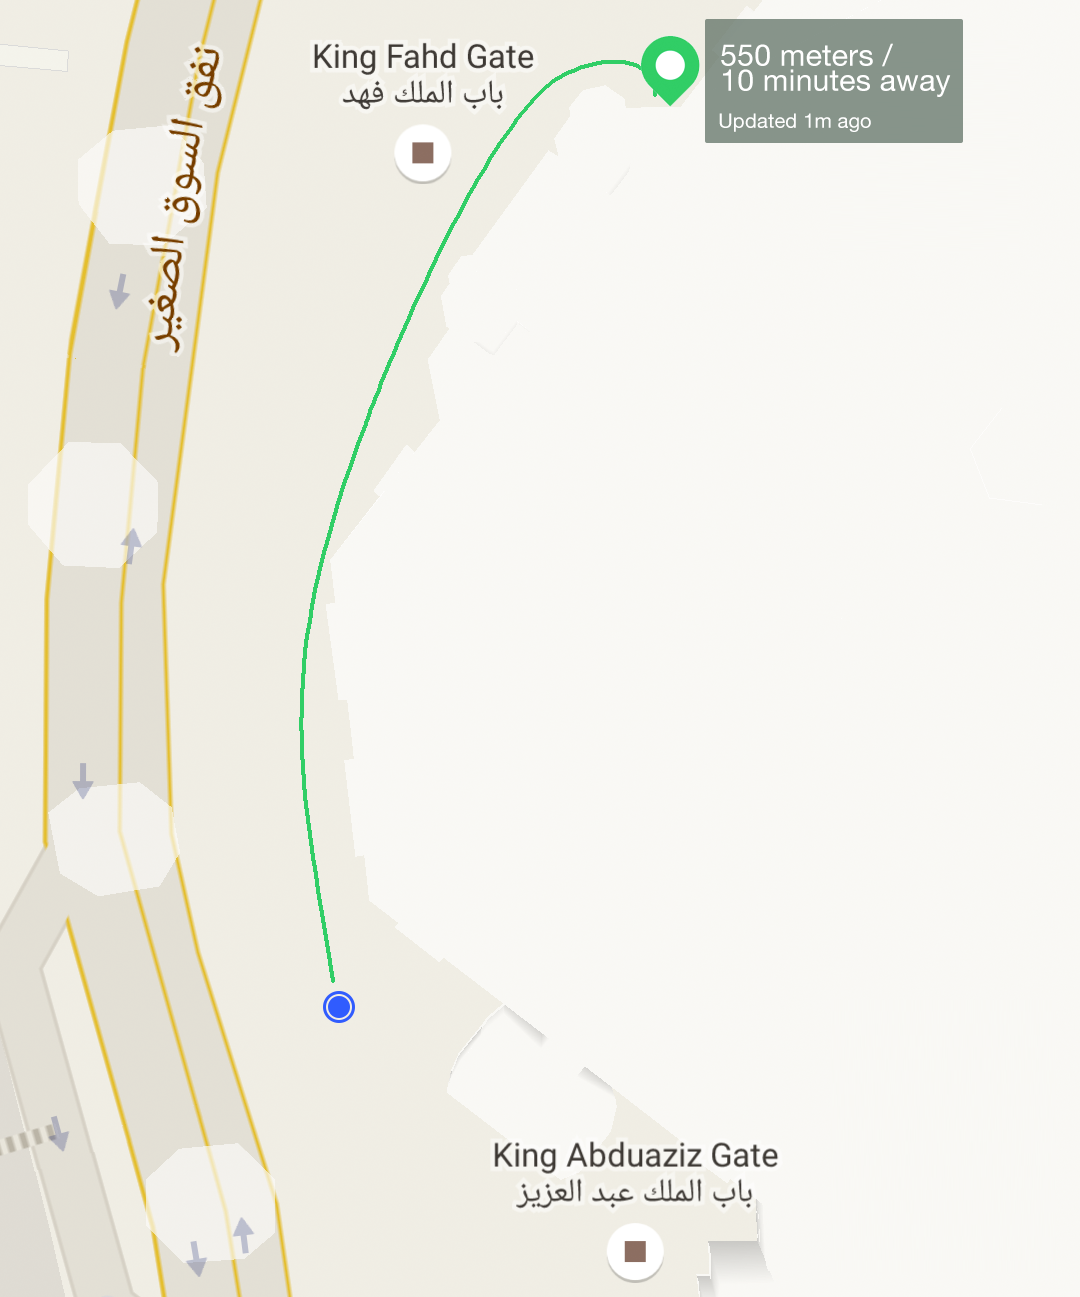 King Fahd Gate
باب الملك فهد
550 meters /
10 minutes away
Updated 1m ago
نفق السوق الصغير
King Abduaziz Gate
باب الملك عبد العزيز